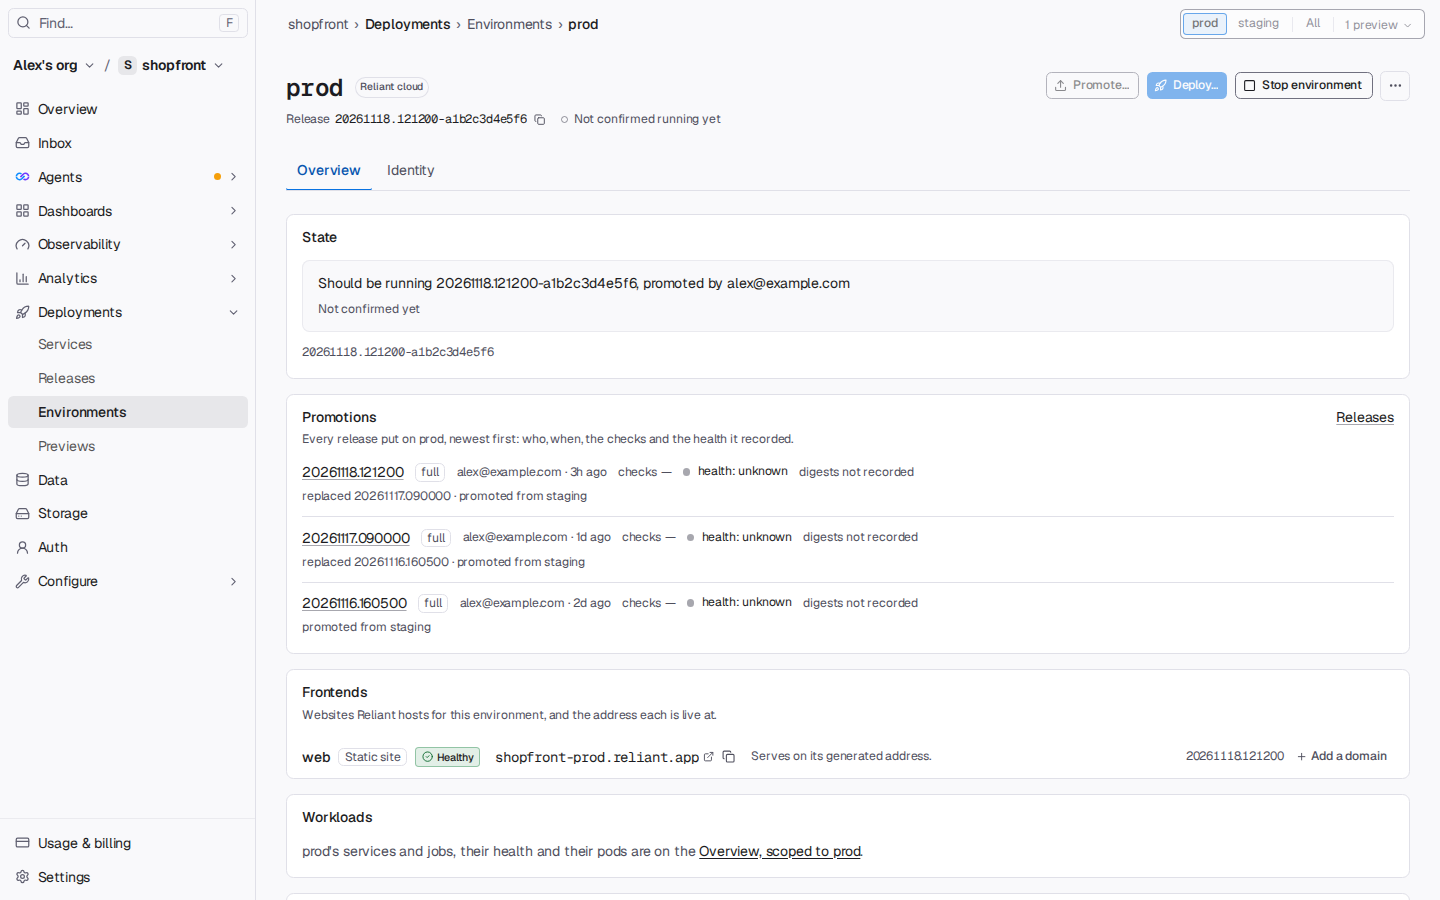 Find...
F
Alex's org / S shopfront
Overview
Inbox
Agents
Dashboards
Observability
Analytics
Deployments
Services
Releases
Environments
Previews
Data
Storage
Auth
Configure
Usage & billing
Settings
shopfront › Deployments › Environments › prod
prod staging All 1 preview
prod Reliant cloud
Promote... Deploy... Stop environment ...
Release 20261118.121200-a1b2c3d4e5f6 Not confirmed running yet
Overview Identity
State
Should be running 20261118.121200-a1b2c3d4e5f6, promoted by alex@example.com
Not confirmed yet
20261118.121200-a1b2c3d4e5f6
Promotions Releases
Every release put on prod, newest first: who, when, the checks and the health it recorded.
20261118.121200 full alex@example.com · 3h ago checks — health: unknown digests not recorded
replaced 20261117.090000 · promoted from staging
20261117.090000 full alex@example.com · 1d ago checks — health: unknown digests not recorded
replaced 20261116.160500 · promoted from staging
20261116.160500 full alex@example.com · 2d ago checks — health: unknown digests not recorded
promoted from staging
Frontends
Websites Reliant hosts for this environment, and the address each is live at.
web Static site Healthy shopfront-prod.reliant.app Serves on its generated address. 20261118.121200 + Add a domain
Workloads
prod's services and jobs, their health and their pods are on the Overview, scoped to prod.